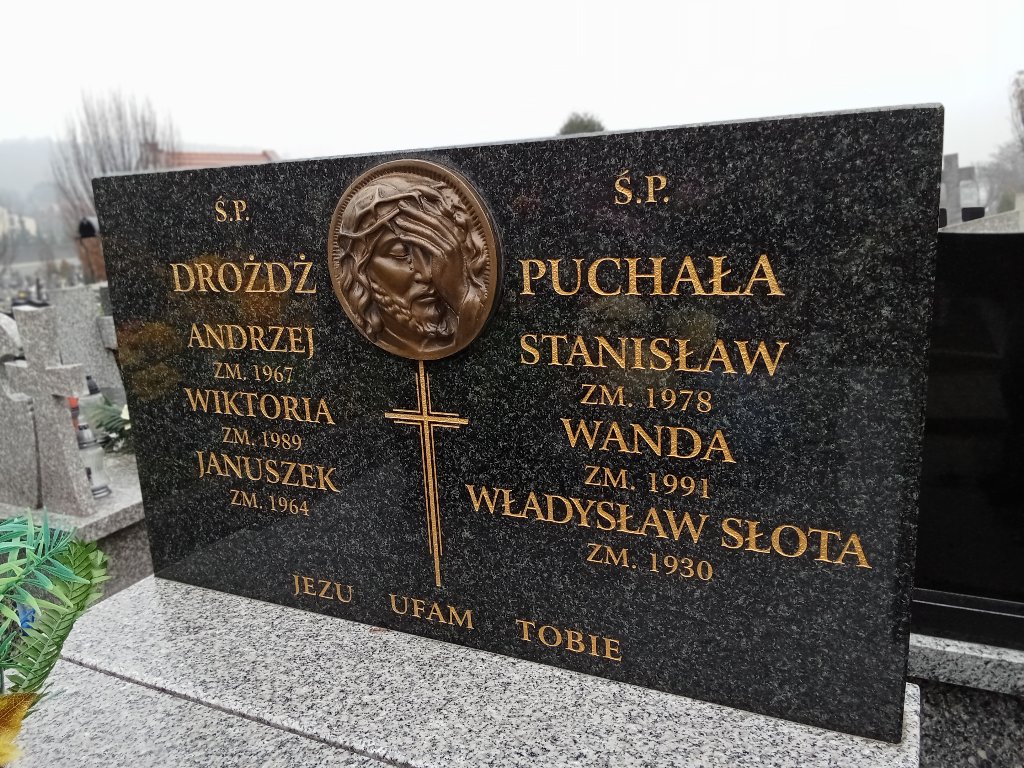 Ś.P.
DROŻDŻ
ANDRZEJ
ZM. 1967
WIKTORIA
ZM. 1989
JANUSZEK
ZM. 1964
Ś.P.
PUCHAŁA
STANISŁAW
ZM. 1978
WANDA
ZM. 1991
WŁADYSŁAW SŁOTA
ZM. 1930
JEZU UFAM TOBIE